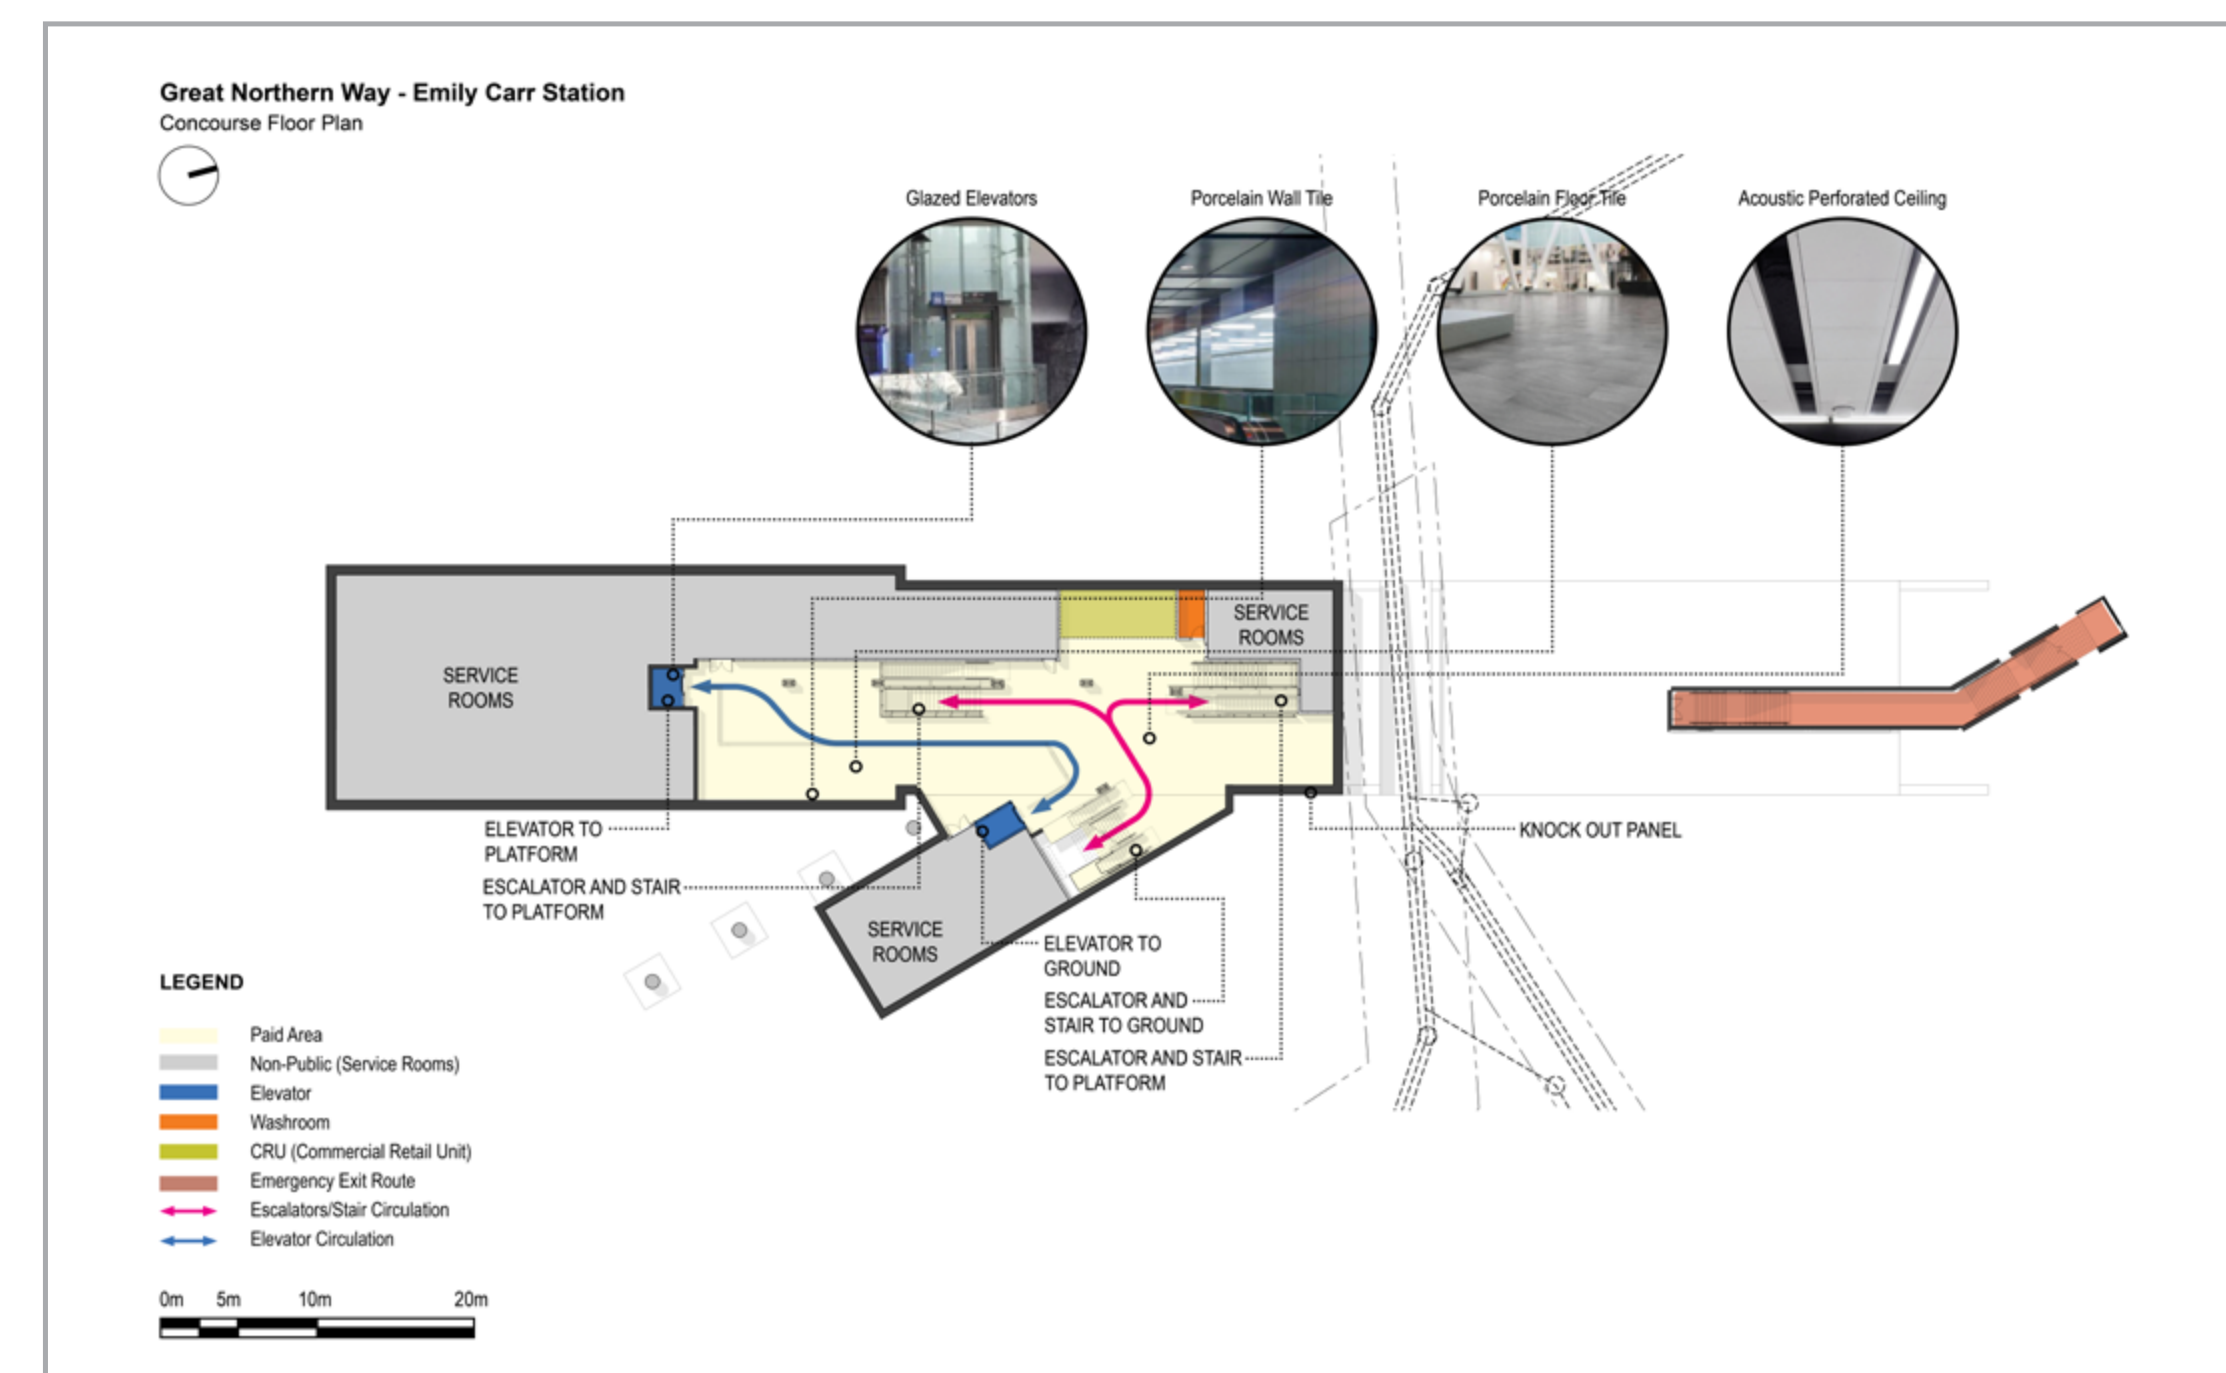 Great Northern Way - Emily Carr Station
Concourse Floor Plan
Glazed Elevators
Porcelain Wall Tile
Porcelain Floor Tile
Acoustic Perforated Ceiling
SERVICE
ROOMS
SERVICE
ROOMS
ELEVATOR TO
PLATFORM
ESCALATOR AND STAIR
TO PLATFORM
KNOCK OUT PANEL
SERVICE
ROOMS
ELEVATOR TO
GROUND
ESCALATOR AND
STAIR TO GROUND
ESCALATOR AND STAIR
TO PLATFORM
LEGEND
Paid Area
Non-Public (Service Rooms)
Elevator
Washroom
CRU (Commercial Retail Unit)
Emergency Exit Route
Escalators/Stair Circulation
Elevator Circulation
0m 5m 10m 20m